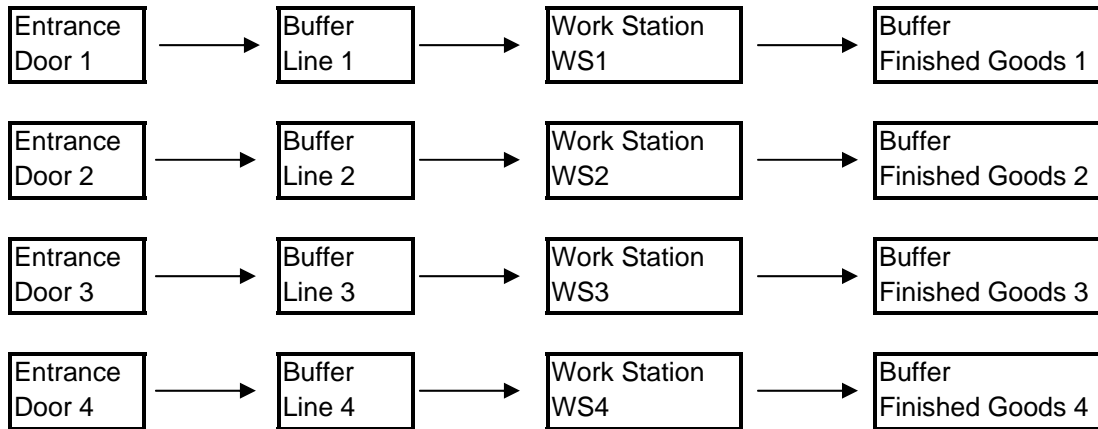 Entrance
Door 1
Buffer
Line 1
Work Station
WS1
Buffer
Finished Goods 1
Entrance
Door 2
Buffer
Line 2
Work Station
WS2
Buffer
Finished Goods 2
Entrance
Door 3
Buffer
Line 3
Work Station
WS3
Buffer
Finished Goods 3
Entrance
Door 4
Buffer
Line 4
Work Station
WS4
Buffer
Finished Goods 4